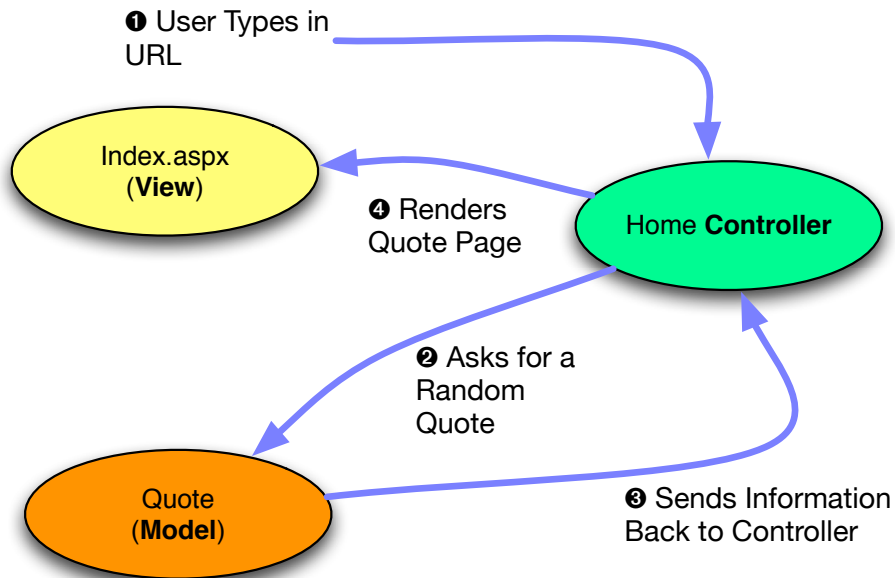 ❶ User Types in
URL
Index.aspx
(View)
❹ Renders
Quote Page
Home Controller
❷ Asks for a
Random
Quote
Quote
(Model)
❸ Sends Information
Back to Controller